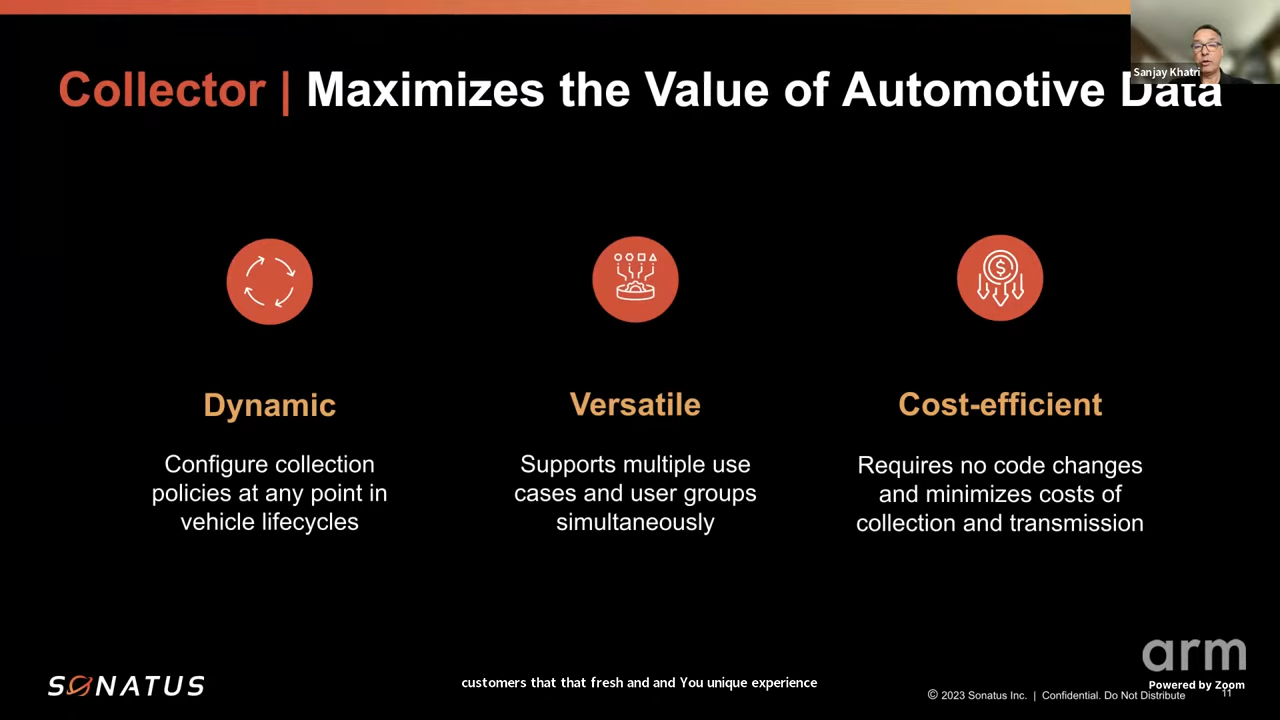 Sanjay Khatri
Collector | Maximizes the Value of Automotive Data
Dynamic
Configure collection
policies at any point in
vehicle lifecycles
Versatile
Supports multiple use
cases and user groups
simultaneously
Cost-efficient
Requires no code changes
and minimizes costs of
collection and transmission
arm
SONATUS
customers that that fresh and and You unique experience
Powered by Zoom
© 2023 Sonatus Inc. | Confidential. Do Not Distribute
11